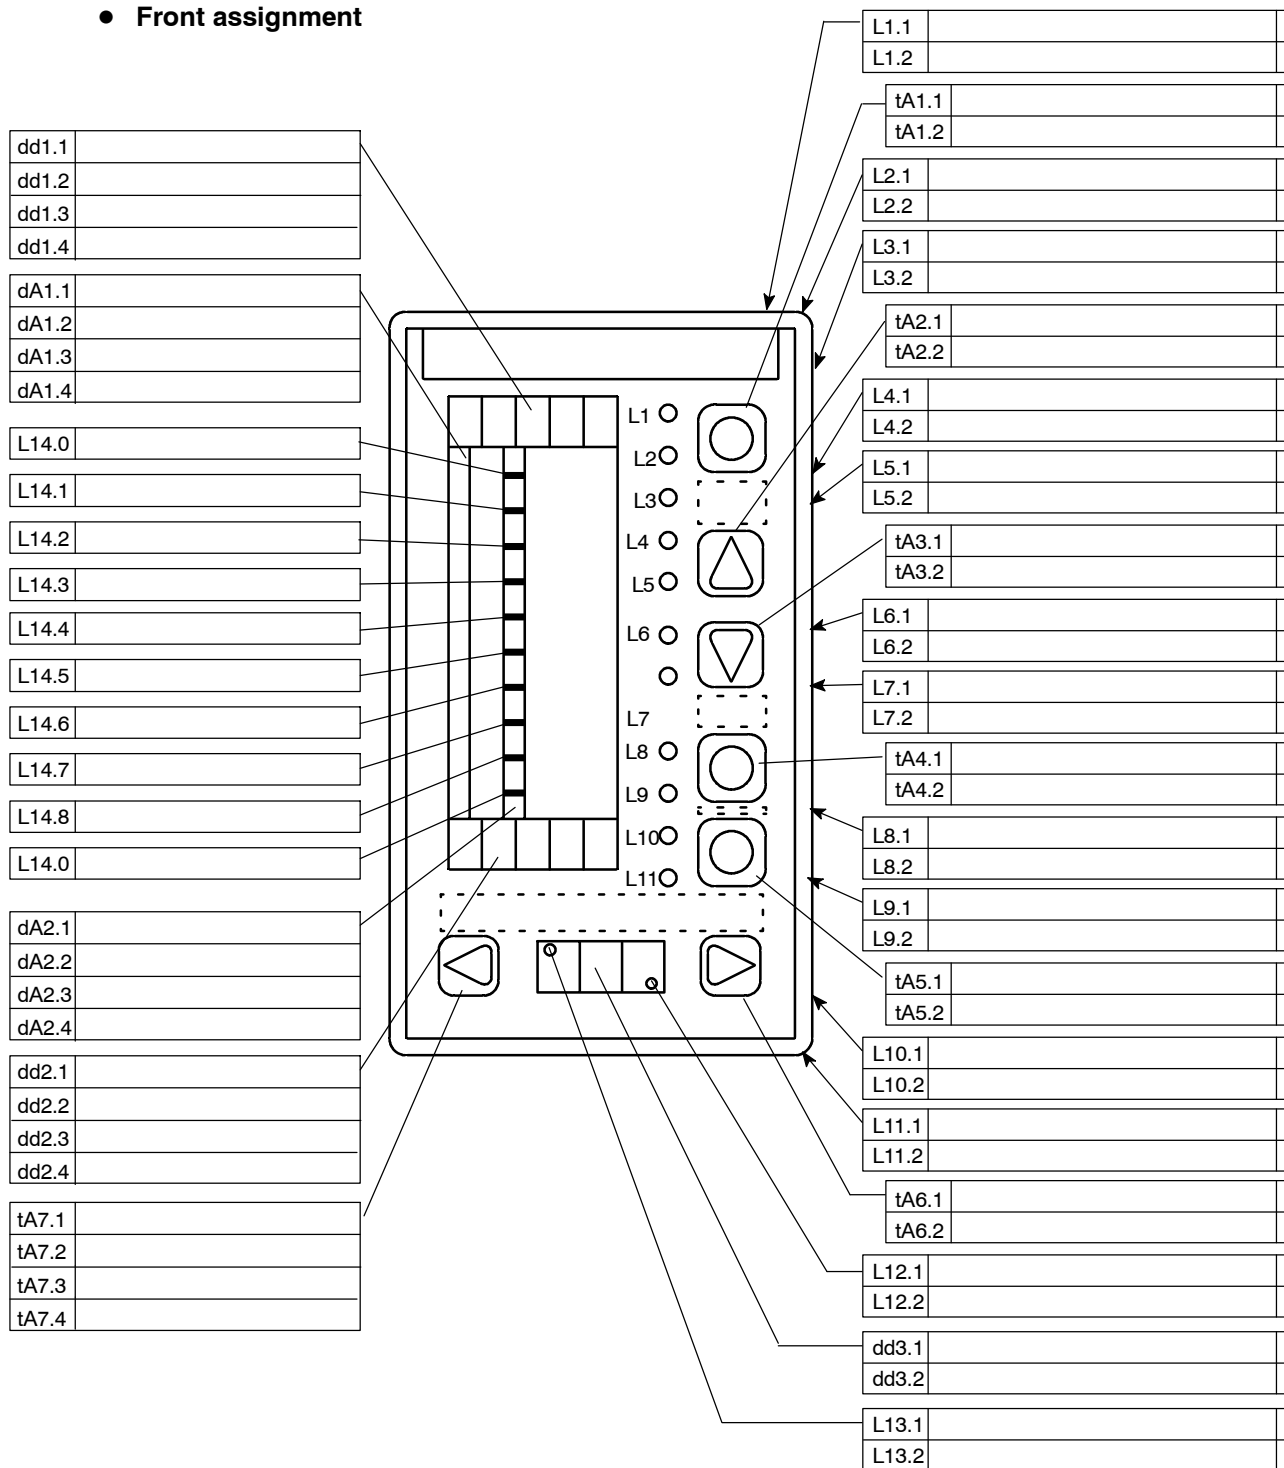 ● Front assignment
dd1.1
dd1.2
dd1.3
dd1.4
dA1.1
dA1.2
dA1.3
dA1.4
L14.0
L14.1
L14.2
L14.3
L14.4
L14.5
L14.6
L14.7
L14.8
L14.0
dA2.1
dA2.2
dA2.3
dA2.4
dd2.1
dd2.2
dd2.3
dd2.4
tA7.1
tA7.2
tA7.3
tA7.4
L1
L2
L3
L4
L5
L6
L7
L8
L9
L10
L11
L1.1
L1.2
tA1.1
tA1.2
L2.1
L2.2
L3.1
L3.2
tA2.1
tA2.2
L4.1
L4.2
L5.1
L5.2
tA3.1
tA3.2
L6.1
L6.2
L7.1
L7.2
tA4.1
tA4.2
L8.1
L8.2
L9.1
L9.2
tA5.1
tA5.2
L10.1
L10.2
L11.1
L11.2
tA6.1
tA6.2
L12.1
L12.2
dd3.1
dd3.2
L13.1
L13.2